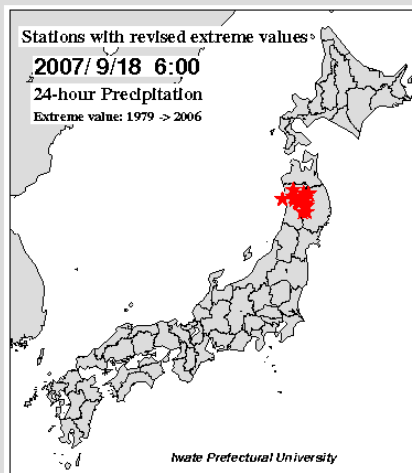 Stations with revised extreme values
2007/ 9/18 6:00
24-hour Precipitation
Extreme value: 1979 -> 2006
Iwate Prefectural University